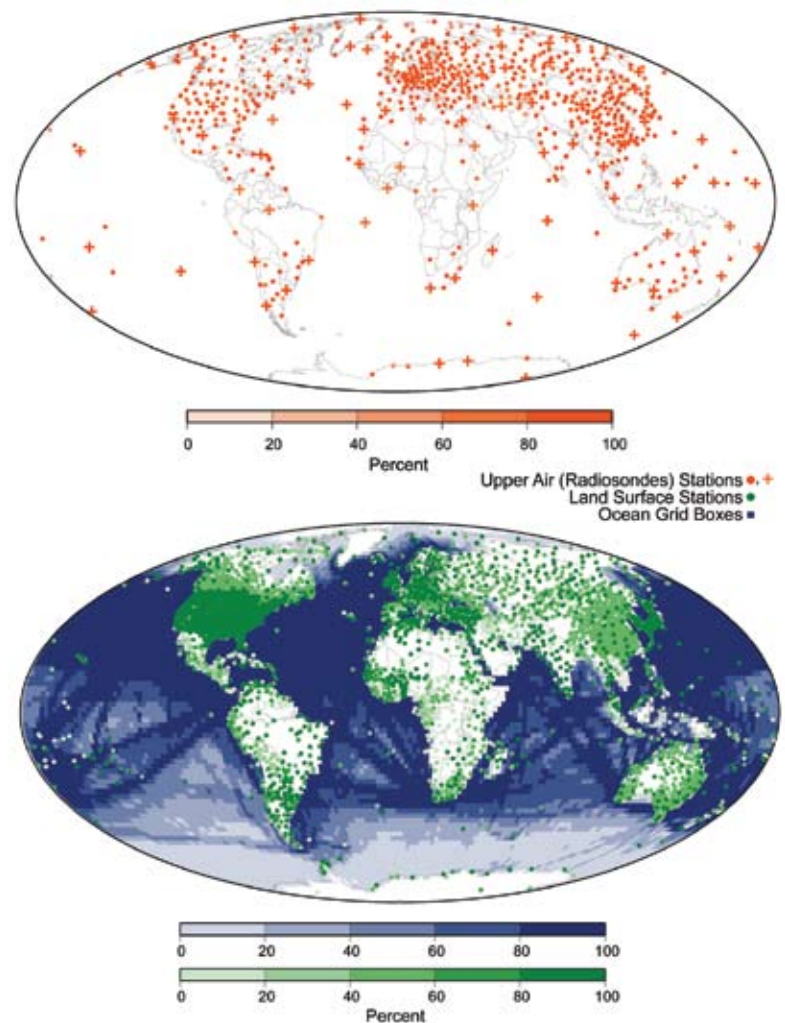 0 20 40 60 80 100
Percent
Upper Air (Radiosondes) Stations ●, +
Land Surface Stations ●
Ocean Grid Boxes ■
0 20 40 60 80 100
0 20 40 60 80 100
Percent